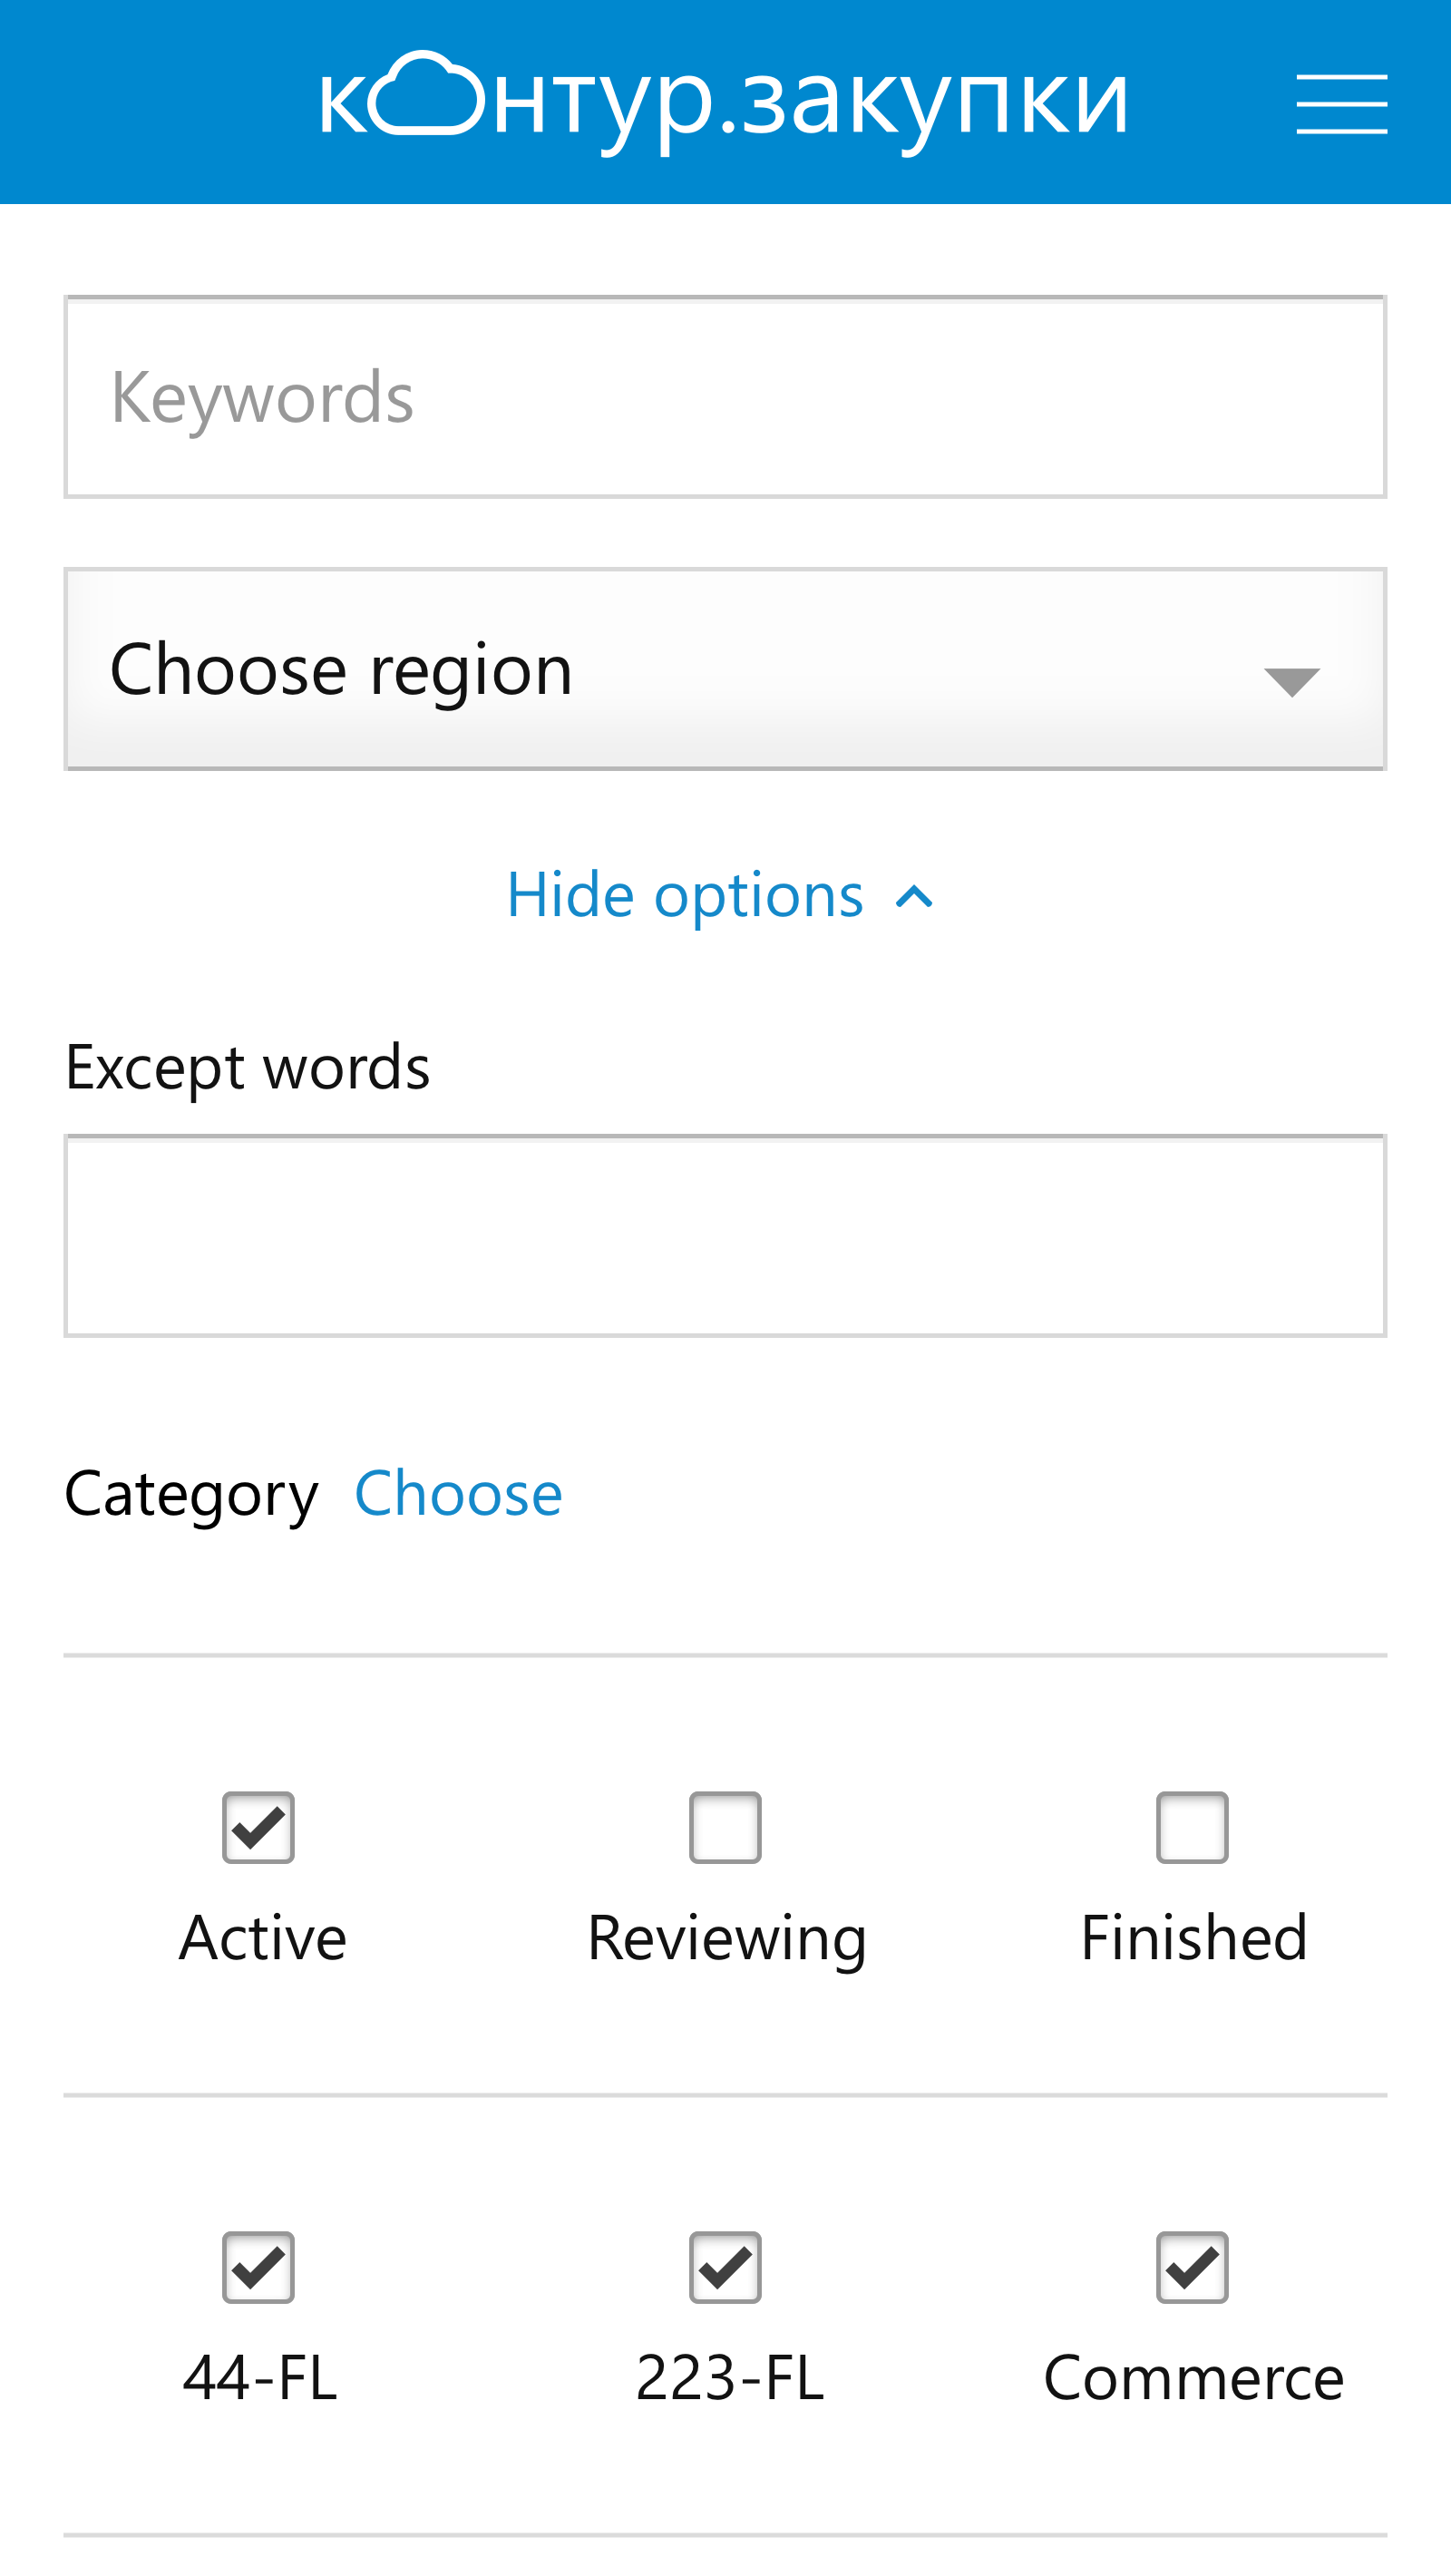 контур.закупки
Keywords
Choose region
Hide options
Except words
Category Choose
Active Reviewing Finished
44-FL 223-FL Commerce